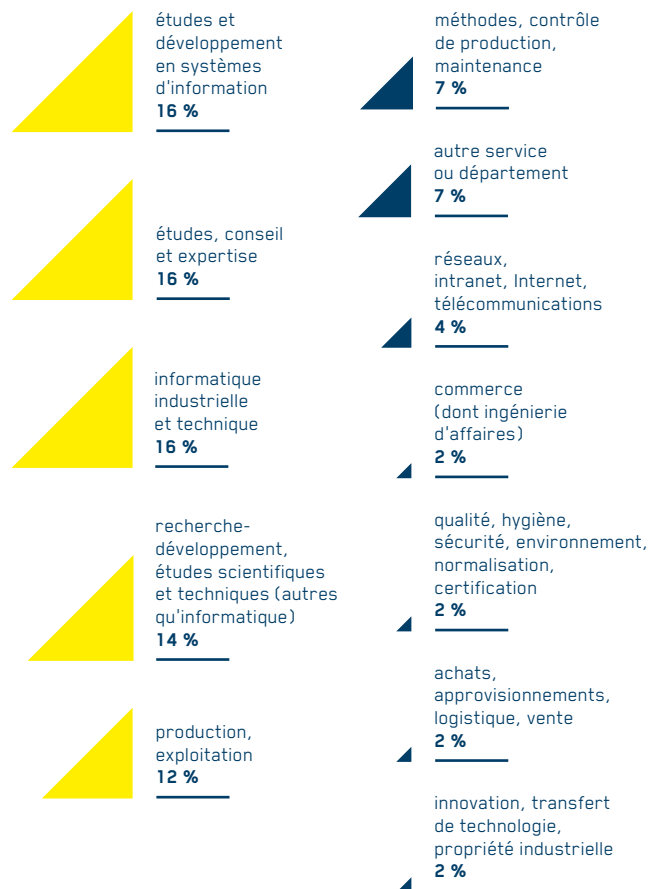 études et
développement
en systèmes
d'information
16 %
études, conseil
et expertise
16 %
informatique
industrielle
et technique
16 %
recherche-
développement,
études scientifiques
et techniques (autres
qu'informatique)
14 %
production,
exploitation
12 %
méthodes, contrôle
de production,
maintenance
7 %
autre service
ou département
7 %
réseaux,
intranet, Internet,
télécommunications
4 %
commerce
(dont ingénierie
d'affaires)
2 %
qualité, hygiène,
sécurité, environnement,
normalisation,
certification
2 %
achats,
approvisionnements,
logistique, vente
2 %
innovation, transfert
de technologie,
propriété industrielle
2 %